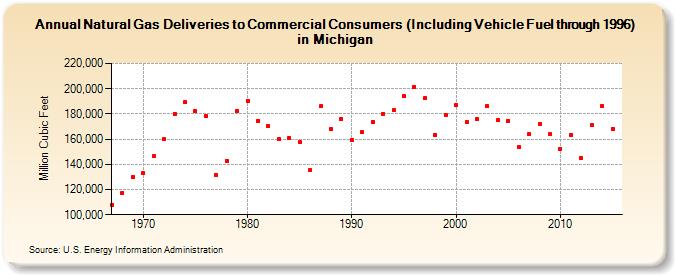 Annual Natural Gas Deliveries to Commercial Consumers (Including Vehicle Fuel through 1996)
in Michigan
Million Cubic Feet
220,000
200,000
180,000
160,000
140,000
120,000
100,000
1970 1980 1990 2000 2010
Source: U.S. Energy Information Administration